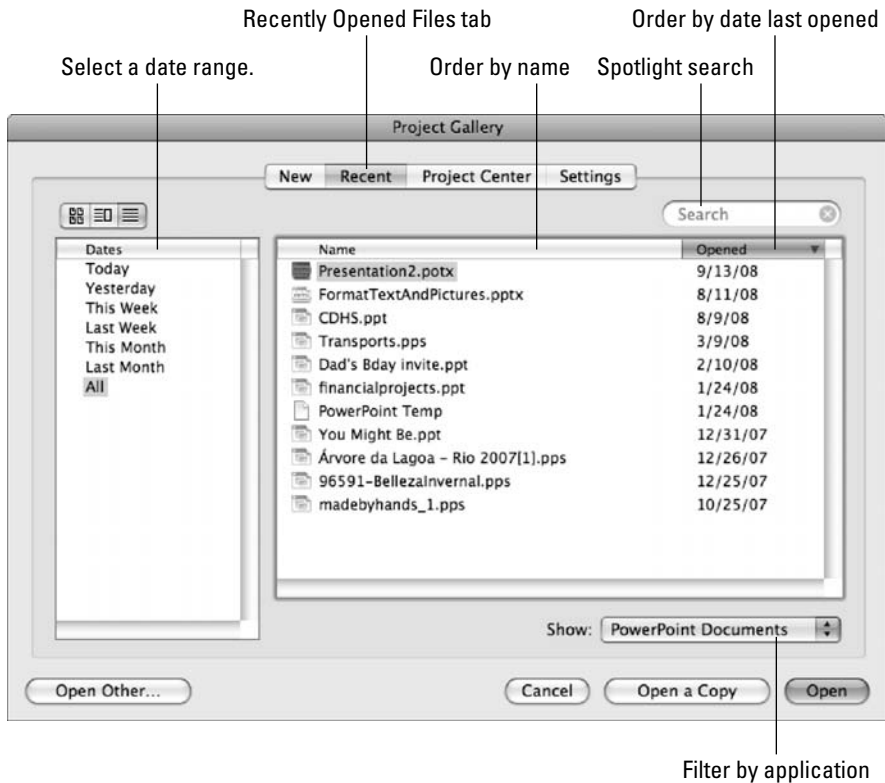 Recently Opened Files tab
Order by date last opened
Select a date range.
Order by name
Spotlight search
Project Gallery
New
Recent
Project Center
Settings
Search
Dates
Today
Yesterday
This Week
Last Week
This Month
Last Month
All
Name
Opened
Presentation2.potx
9/13/08
FormatTextAndPictures.pptx
8/11/08
CDHS.ppt
8/9/08
Transports.pps
3/9/08
Dad's Bday invite.ppt
2/10/08
financialprojects.ppt
1/24/08
PowerPoint Temp
1/24/08
You Might Be.ppt
12/31/07
Árvore da Lagoa – Rio 2007[1].pps
12/26/07
96591-BellezaInvernal.pps
12/25/07
madebyhands_1.pps
10/25/07
Show:
PowerPoint Documents
Open Other...
Cancel
Open a Copy
Open
Filter by application